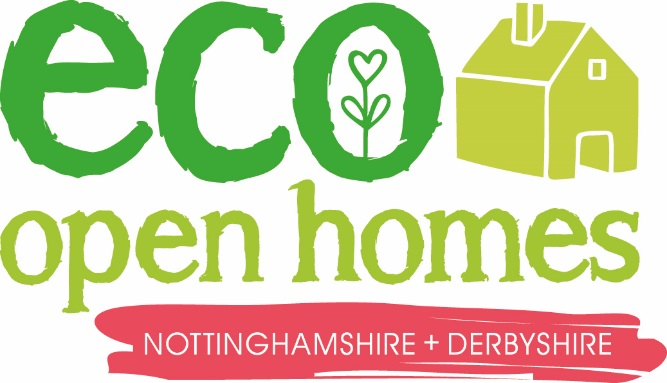 eco
open homes
NOTTINGHAMSHIRE + DERBYSHIRE